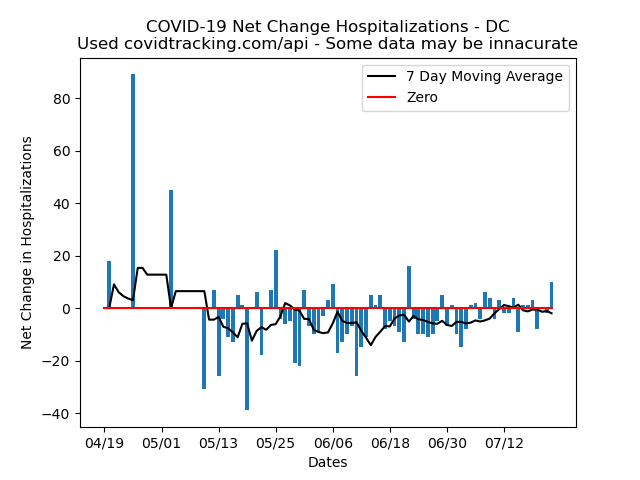 COVID-19 Net Change Hospitalizations - DC
Used covidtracking.com/api - Some data may be innacurate
7 Day Moving Average
Zero
Net Change in Hospitalizations
80
60
40
20
0
−20
−40
04/19 05/01 05/13 05/25 06/06 06/18 06/30 07/12
Dates